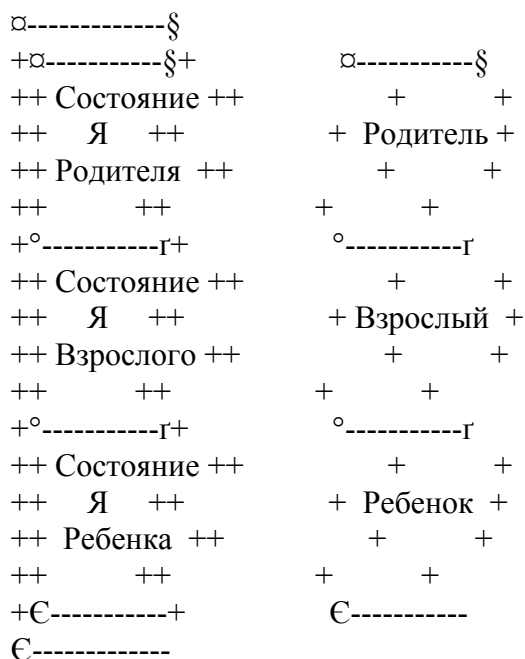 ¤-------------§
+¤-----------§+ ¤-----------§
++ Состояние ++ + +
++ Я ++ + Родитель +
++ Родителя ++ + +
++ ++ + +
+°-----------ґ+ °-----------ґ
++ Состояние ++ + +
++ Я ++ + Взрослый +
++ Взрослого ++ + +
++ ++ + +
+°-----------ґ+ °-----------ґ
++ Состояние ++ + +
++ Я ++ + Ребенок +
++ Ребенка ++ + +
++ ++ + +
+Є-----------+ Є-----------
Є-------------